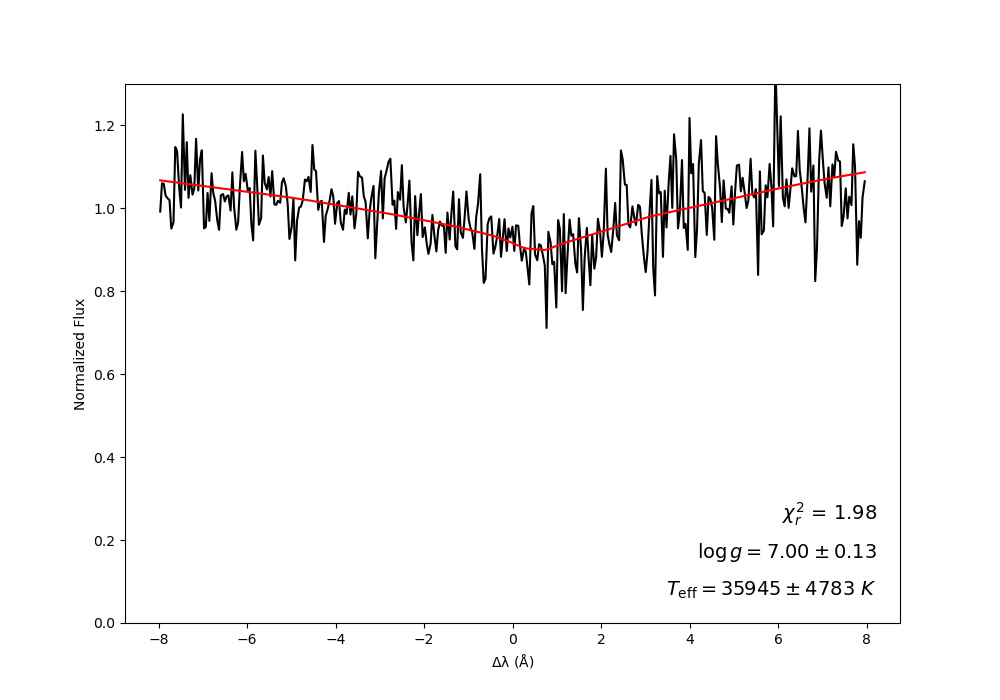 1.2
1.0
0.8
0.6
0.4
0.2
0.0
Normalized Flux
χ²ᵣ = 1.98
log g = 7.00 ± 0.13
T_eff = 35945 ± 4783 K
−8 −6 −4 −2 0 2 4 6 8
Δλ (Å)